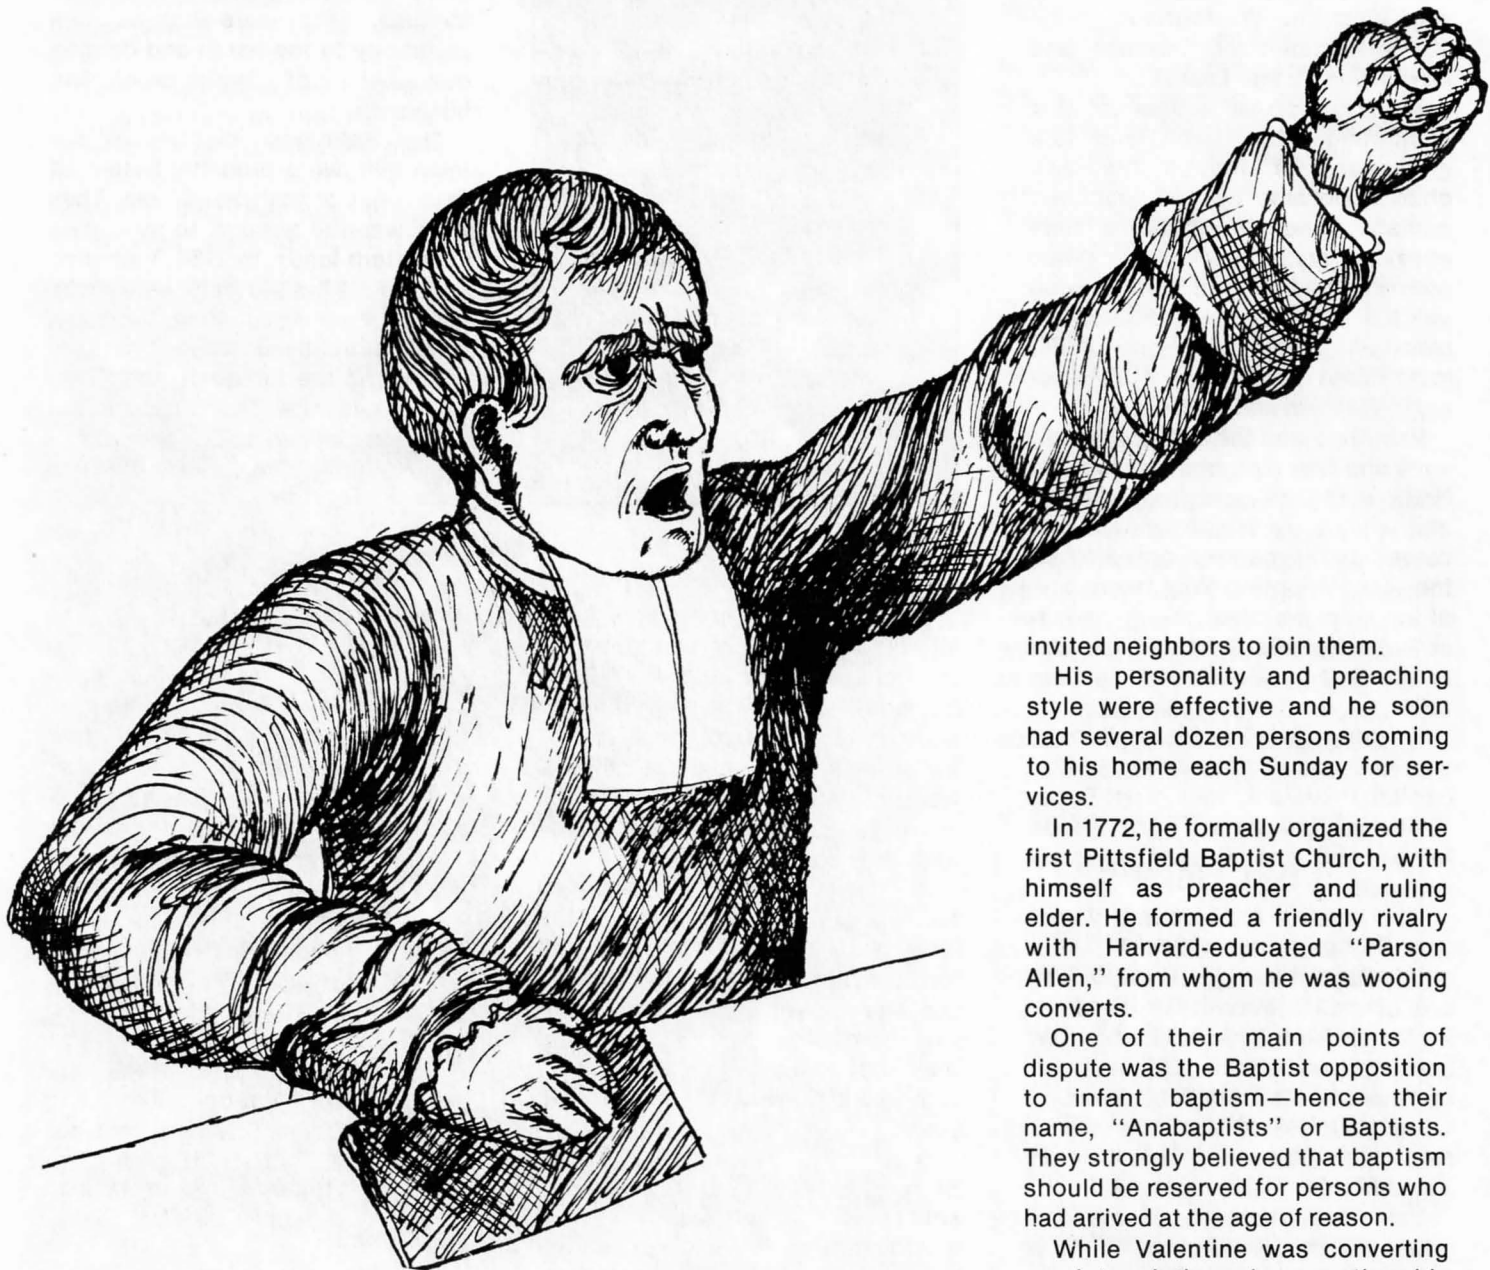 invited neighbors to join them.
His personality and preaching
style were effective and he soon
had several dozen persons coming
to his home each Sunday for ser-
vices.
In 1772, he formally organized the
first Pittsfield Baptist Church, with
himself as preacher and ruling
elder. He formed a friendly rivalry
with Harvard-educated "Parson
Allen," from whom he was wooing
converts.
One of their main points of
dispute was the Baptist opposition
to infant baptism—hence their
name, "Anabaptists" or Baptists.
They strongly believed that baptism
should be reserved for persons who
had arrived at the age of reason.
While Valentine was converting